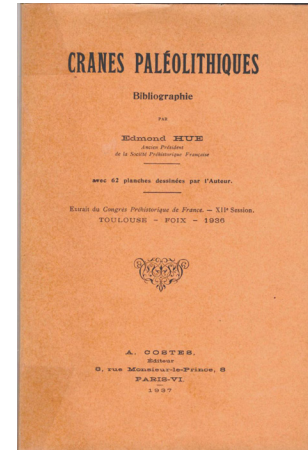 CRANES PALÉOLITHIQUES
Bibliographie
PAR
Edmond HUE
Ancien Président
de la Société Préhistorique Française
avec 62 planches dessinées par l'Auteur.
Extrait du Congrès Préhistorique de France. — XIIe Session.
TOULOUSE - FOIX - 1936
A. COSTES,
Éditeur
8, rue Monsieur-le-Prince, 8
PARIS-VI.
1937